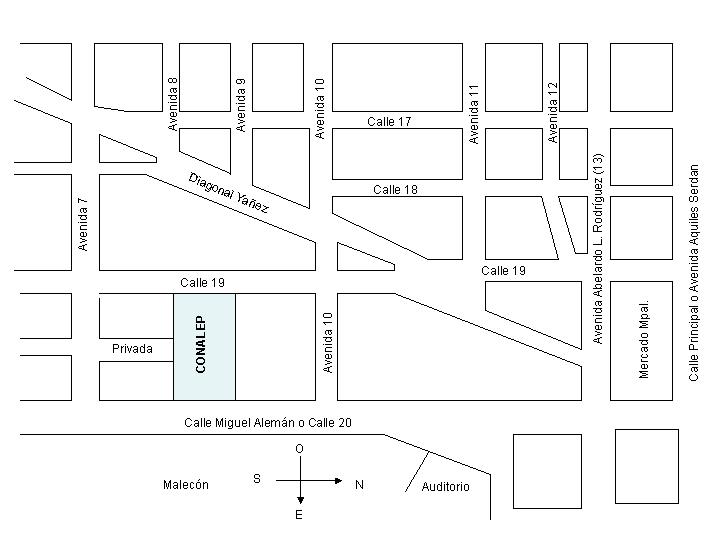 Avenida 8
Avenida 9
Avenida 10
Avenida 11
Avenida 12
Calle 17
Diagonal Yañez
Calle 18
Avenida 7
Avenida Abelardo L. Rodríguez (13)
Calle Principal o Avenida Aquiles Serdan
Calle 19
Calle 19
CONALEP
Privada
Avenida 10
Mercado Mpal.
Calle Miguel Alemán o Calle 20
O
S
N
E
Malecón
Auditorio